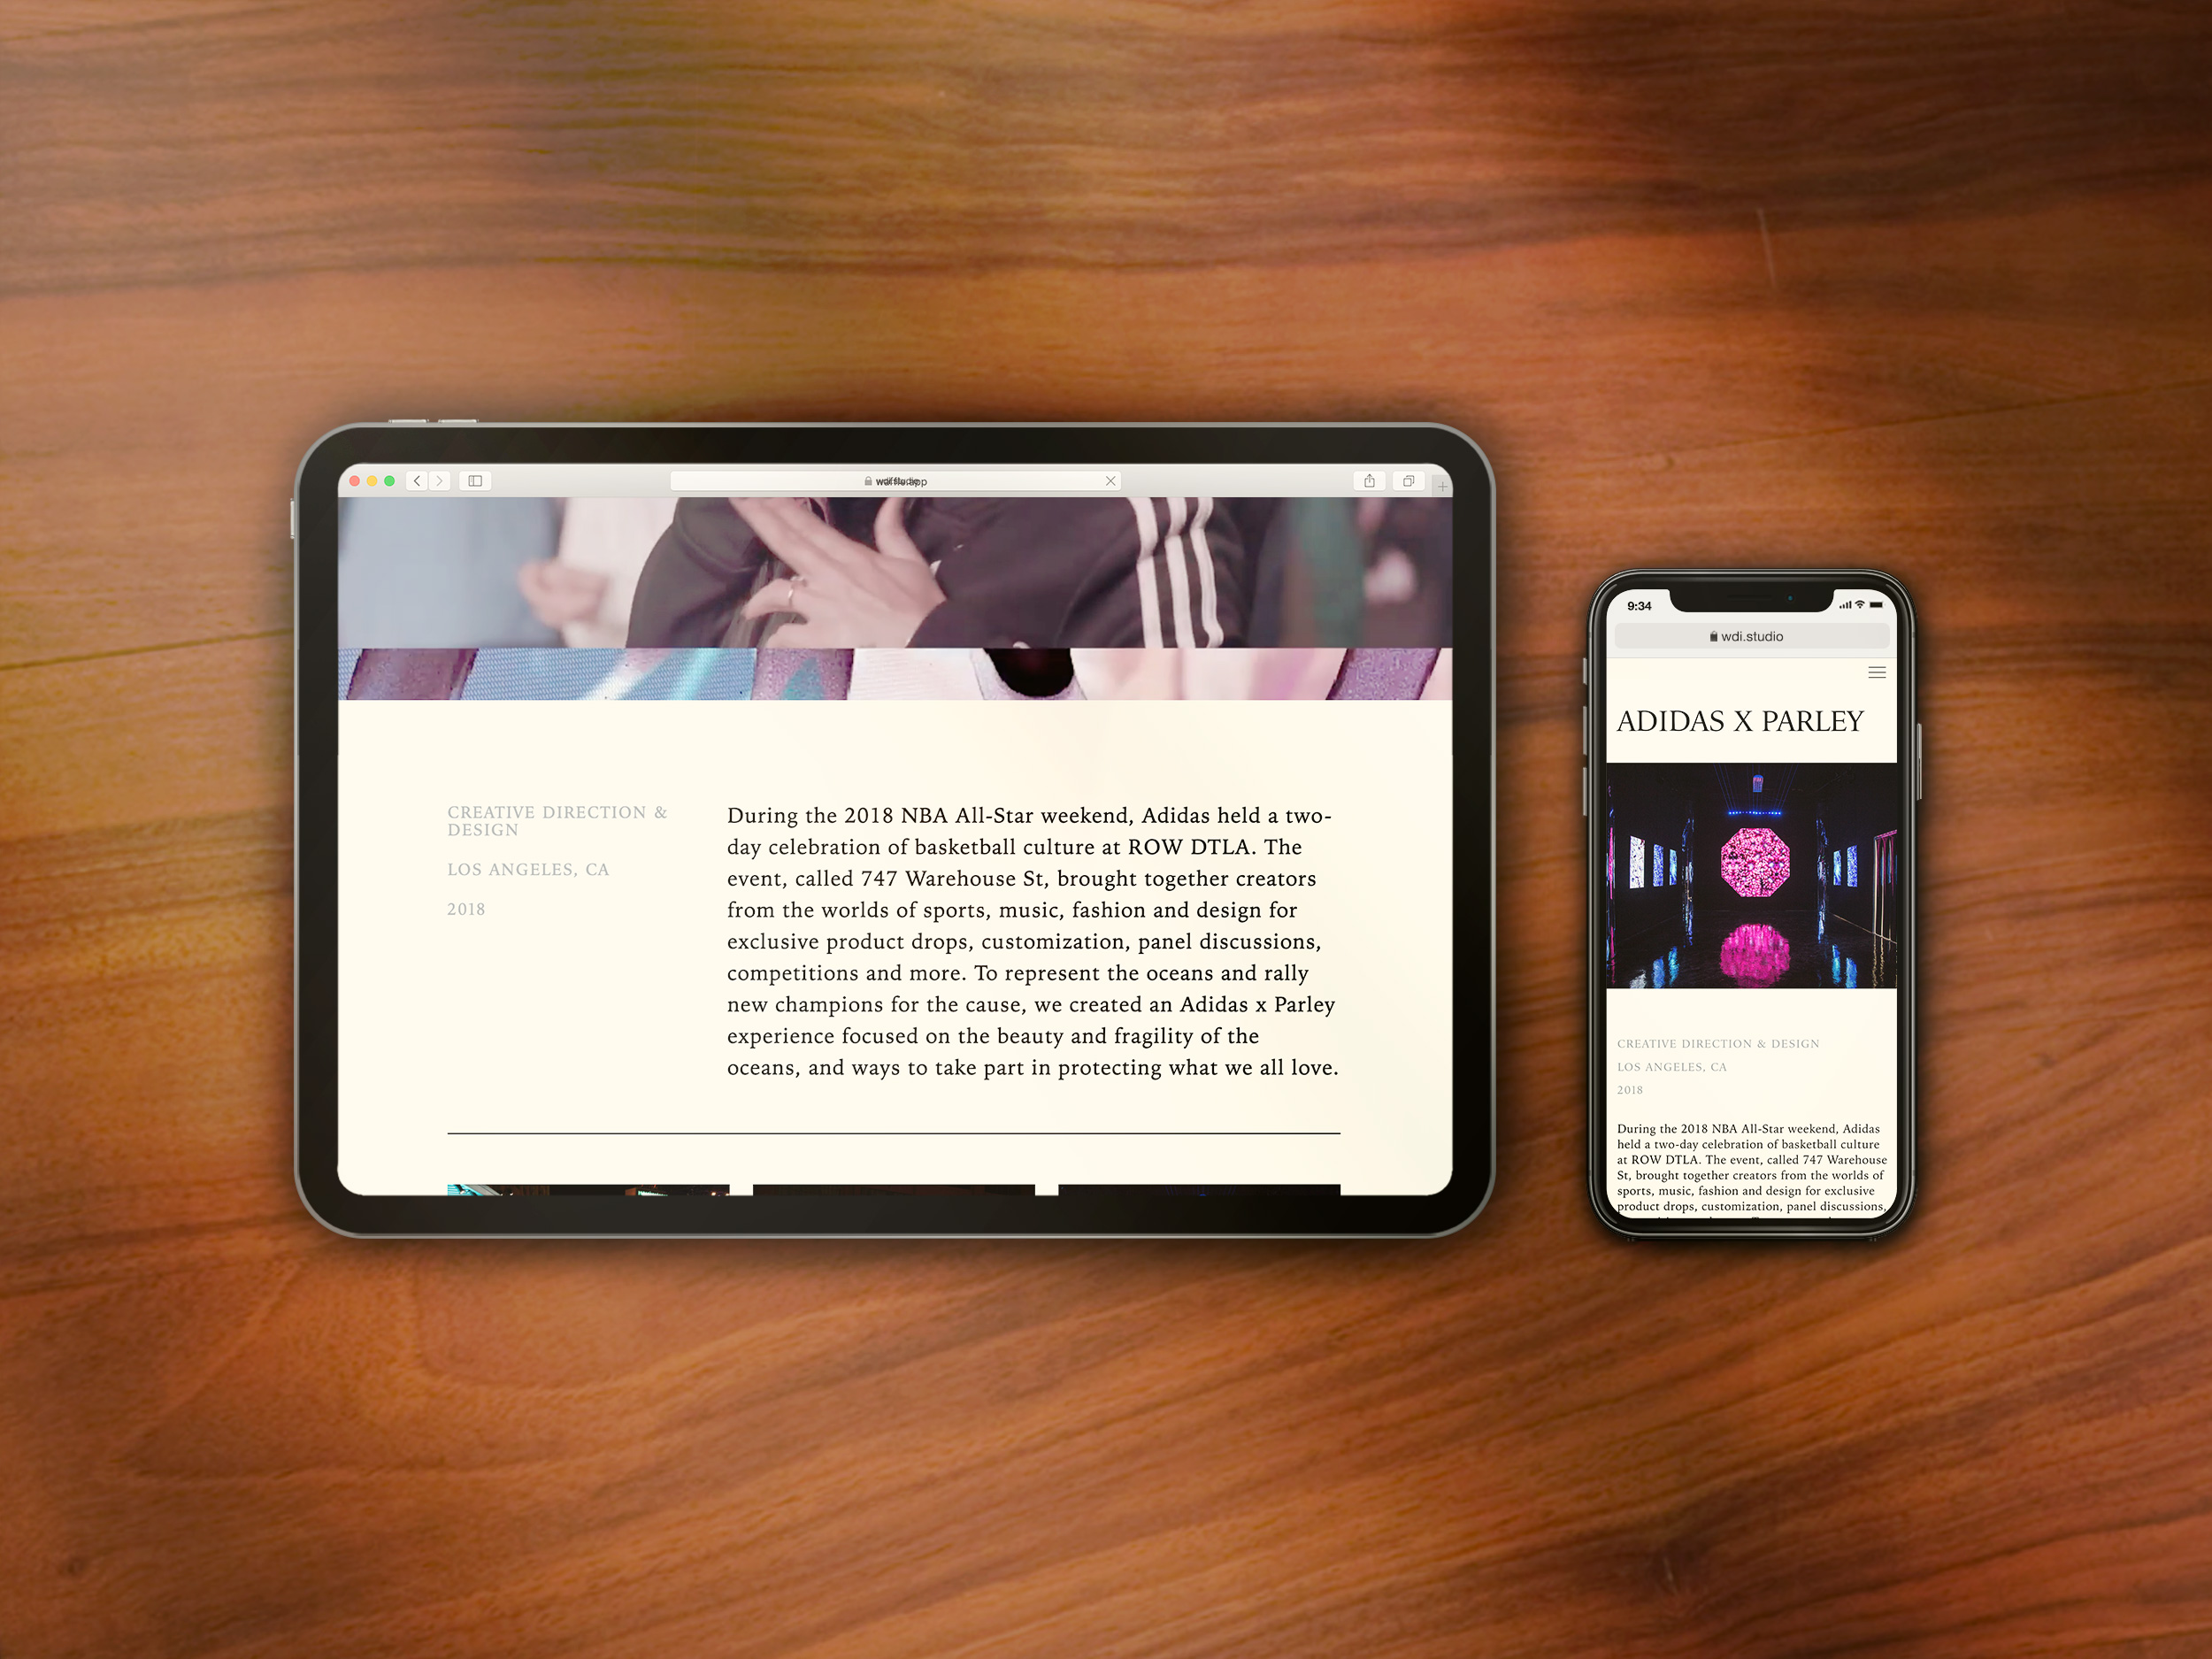 CREATIVE DIRECTION &
DESIGN
LOS ANGELES, CA
2018
During the 2018 NBA All-Star weekend, Adidas held a two-
day celebration of basketball culture at ROW DTLA. The
event, called 747 Warehouse St, brought together creators
from the worlds of sports, music, fashion and design for
exclusive product drops, customization, panel discussions,
competitions and more. To represent the oceans and rally
new champions for the cause, we created an Adidas x Parley
experience focused on the beauty and fragility of the
oceans, and ways to take part in protecting what we all love.
9:34
wdi.studio
ADIDAS X PARLEY
CREATIVE DIRECTION & DESIGN
LOS ANGELES, CA
2018
During the 2018 NBA All-Star weekend, Adidas
held a two-day celebration of basketball culture
at ROW DTLA. The event, called 747 Warehouse
St, brought together creators from the worlds of
sports, music, fashion and design for exclusive
product drops, customization, panel discussions,